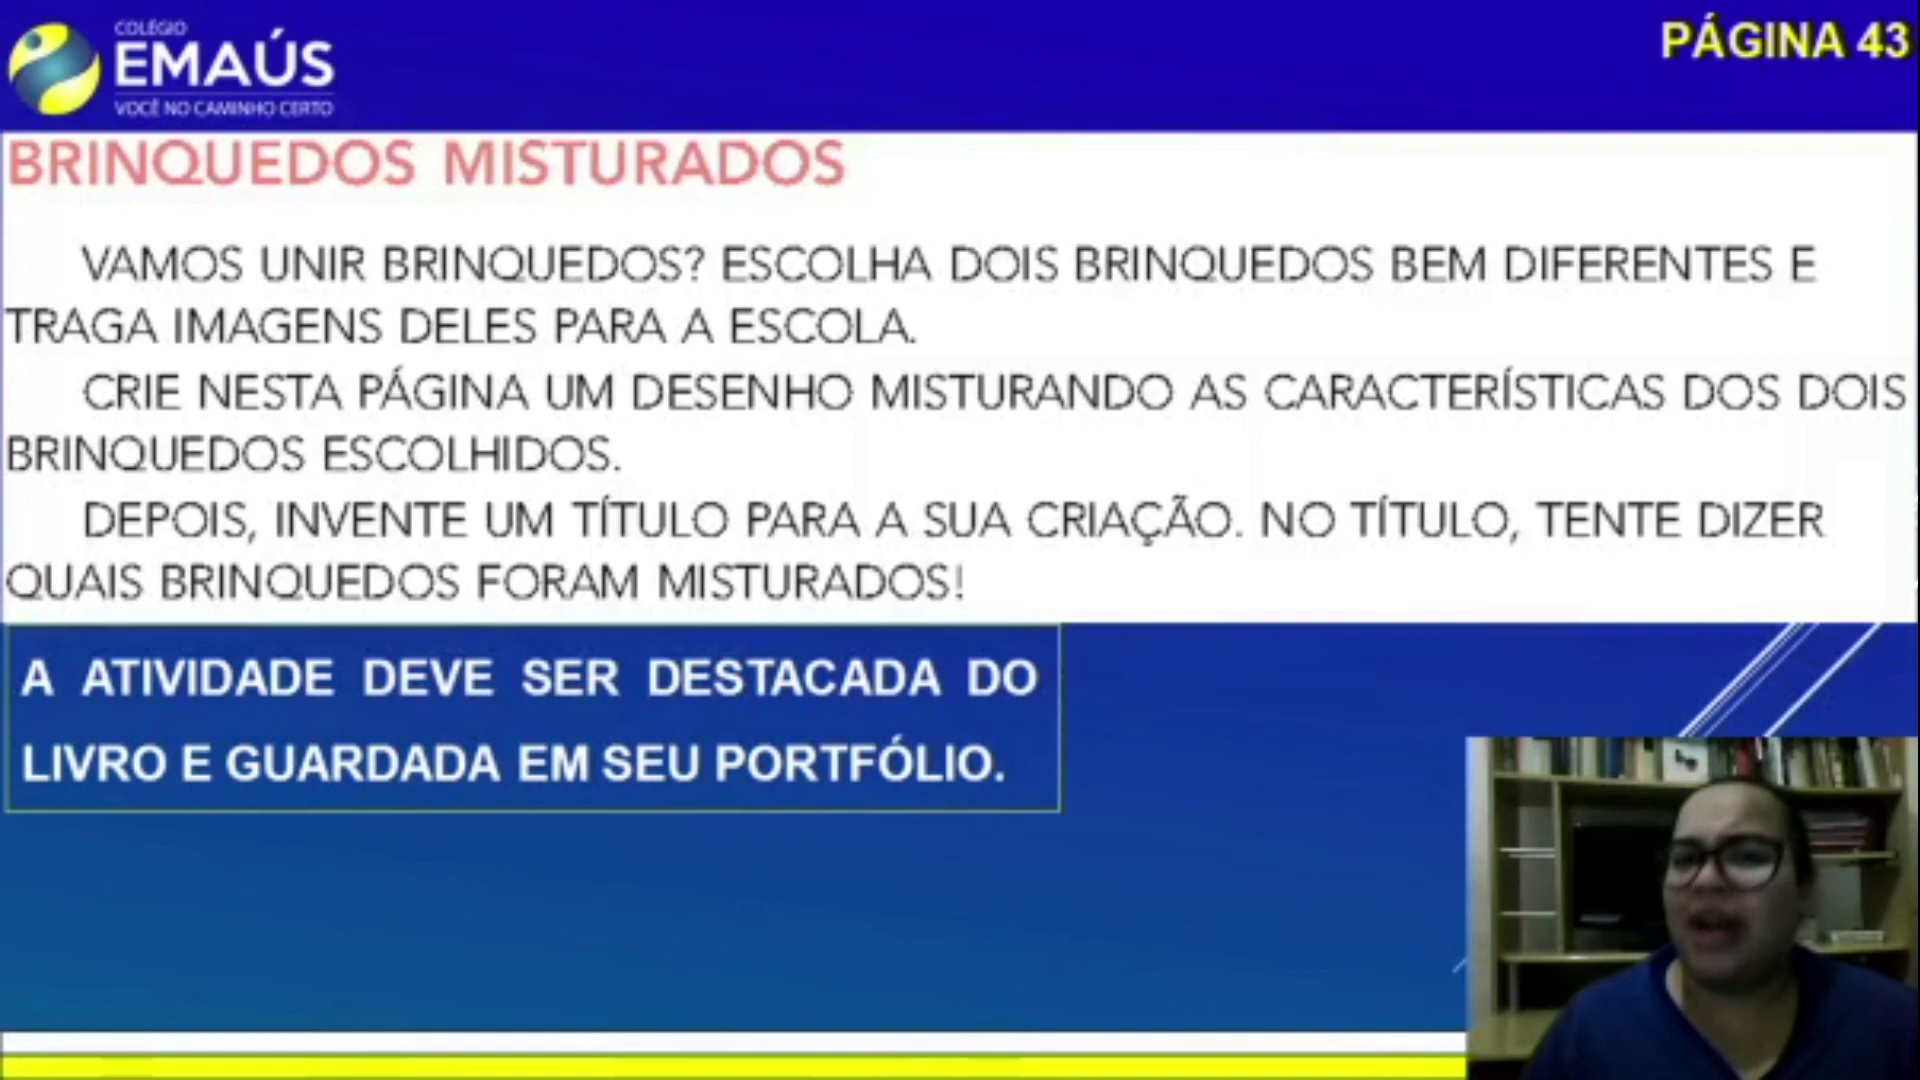 COLÉGIO
EMAÚS
VOCÊ NO CAMINHO CERTO
PÁGINA 43
BRINQUEDOS MISTURADOS
VAMOS UNIR BRINQUEDOS? ESCOLHA DOIS BRINQUEDOS BEM DIFERENTES E
TRAGA IMAGENS DELES PARA A ESCOLA.
CRIE NESTA PÁGINA UM DESENHO MISTURANDO AS CARACTERÍSTICAS DOS DOIS
BRINQUEDOS ESCOLHIDOS.
DEPOIS, INVENTE UM TÍTULO PARA A SUA CRIAÇÃO. NO TÍTULO, TENTE DIZER
QUAIS BRINQUEDOS FORAM MISTURADOS!
A ATIVIDADE DEVE SER DESTACADA DO
LIVRO E GUARDADA EM SEU PORTFÓLIO.